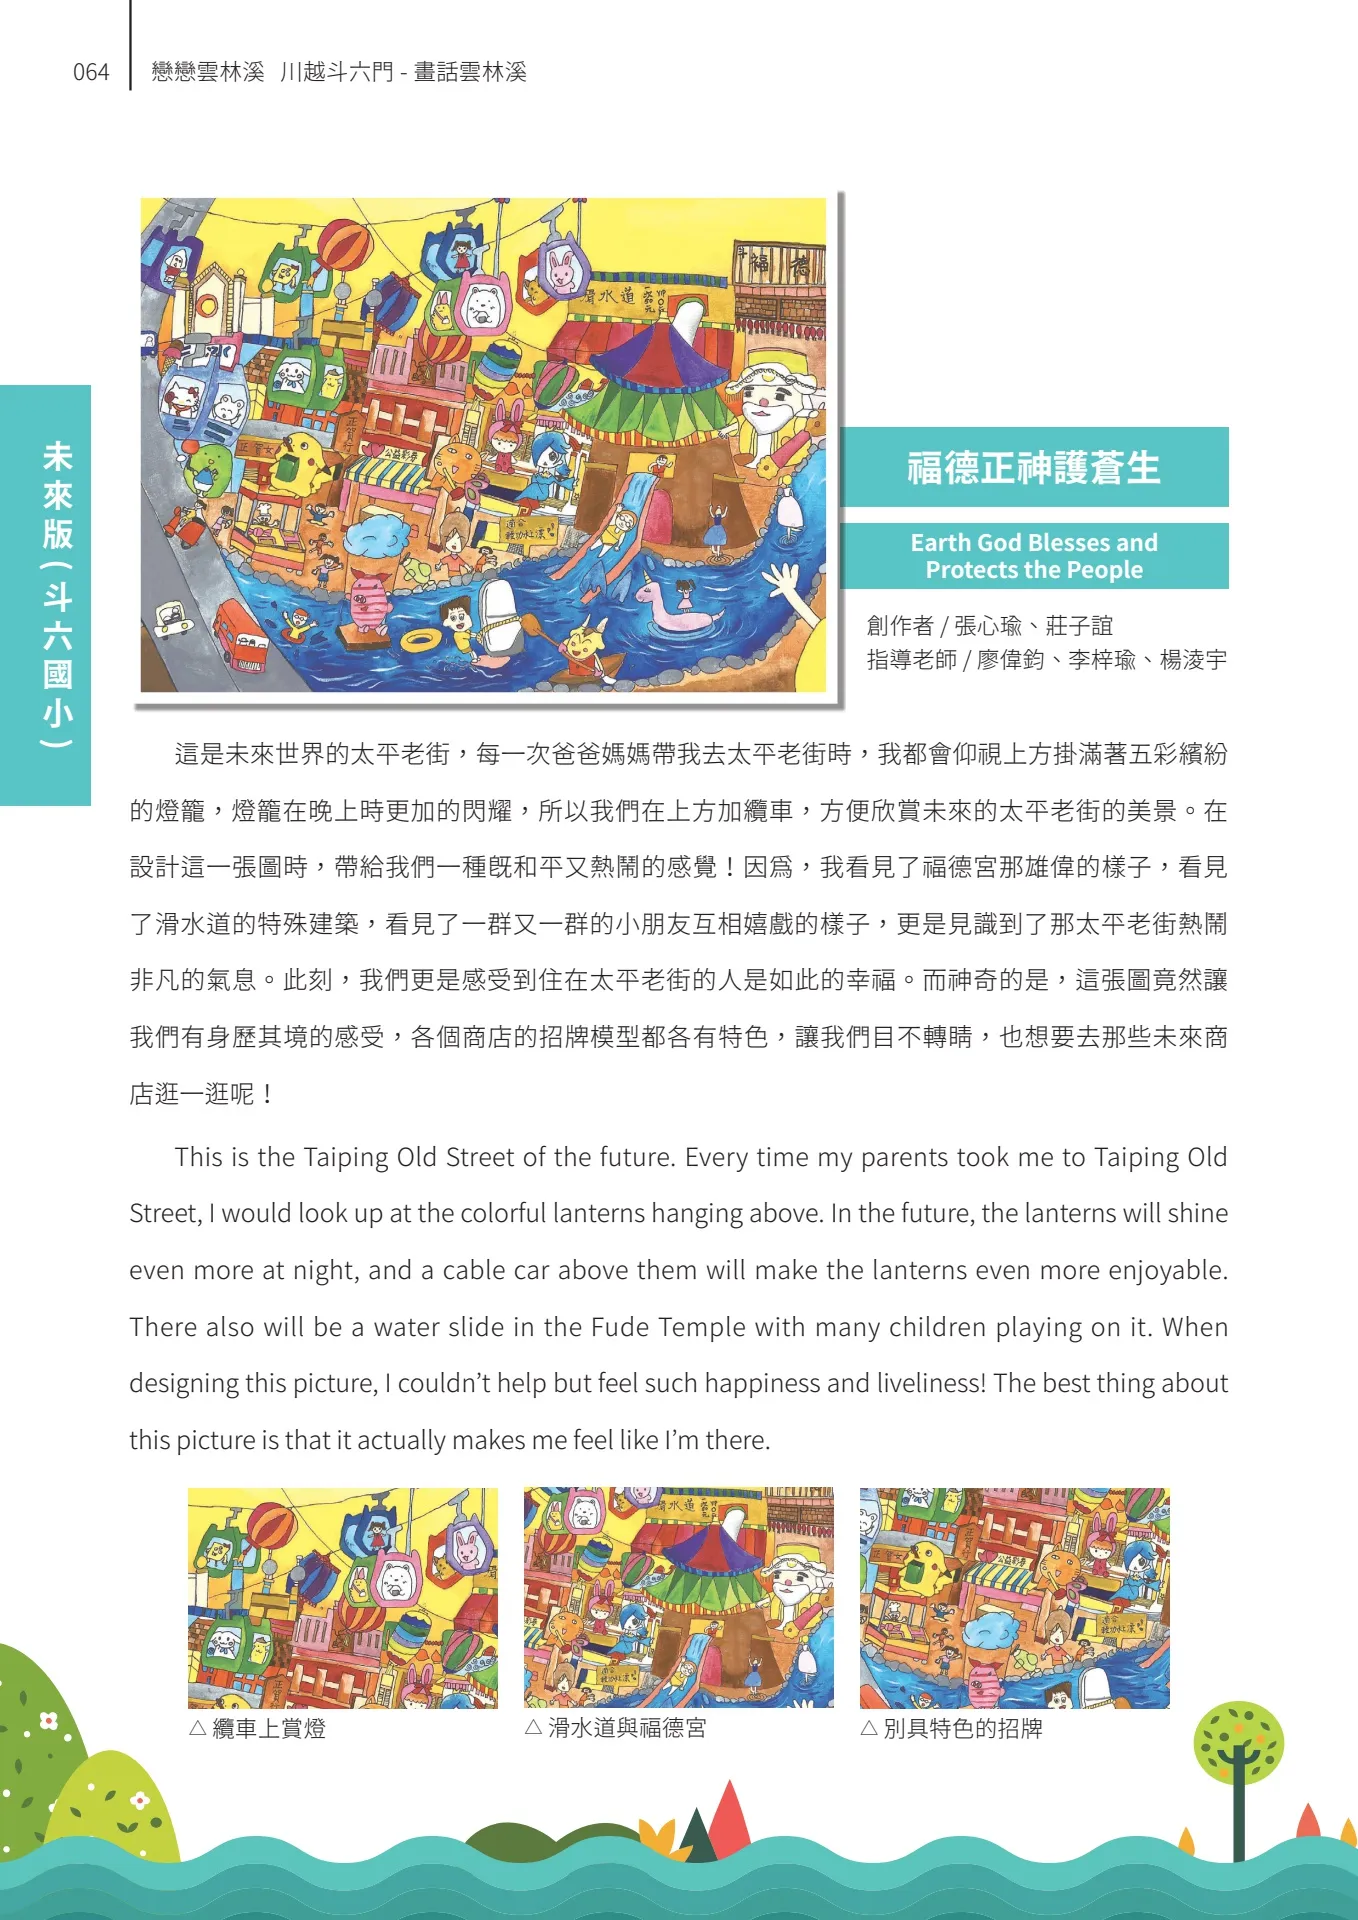 064
戀戀雲林溪 川越斗六門 - 畫話雲林溪
未來版(斗六國小)
滑水道
福德
正賀
公益彩券
福德正神護蒼生
Earth God Blesses and
Protects the People
創作者 / 張心瑜、莊子誼
指導老師 / 廖偉鈞、李梓瑜、楊淩宇
這是未來世界的太平老街，每一次爸爸媽媽帶我去太平老街時，我都會仰視上方掛滿著五彩繽紛
的燈籠，燈籠在晚上時更加的閃耀，所以我們在上方加纜車，方便欣賞未來的太平老街的美景。在
設計這一張圖時，帶給我們一種既和平又熱鬧的感覺！因爲，我看見了福德宮那雄偉的樣子，看見
了滑水道的特殊建築，看見了一群又一群的小朋友互相嬉戲的樣子，更是見識到了那太平老街熱鬧
非凡的氣息。此刻，我們更是感受到住在太平老街的人是如此的幸福。而神奇的是，這張圖竟然讓
我們有身歷其境的感受，各個商店的招牌模型都各有特色，讓我們目不轉睛，也想要去那些未來商
店逛一逛呢！
This is the Taiping Old Street of the future. Every time my parents took me to Taiping Old
Street, I would look up at the colorful lanterns hanging above. In the future, the lanterns will shine
even more at night, and a cable car above them will make the lanterns even more enjoyable.
There also will be a water slide in the Fude Temple with many children playing on it. When
designing this picture, I couldn’t help but feel such happiness and liveliness! The best thing about
this picture is that it actually makes me feel like I’m there.
△ 纜車上賞燈
△ 滑水道與福德宮
△ 別具特色的招牌